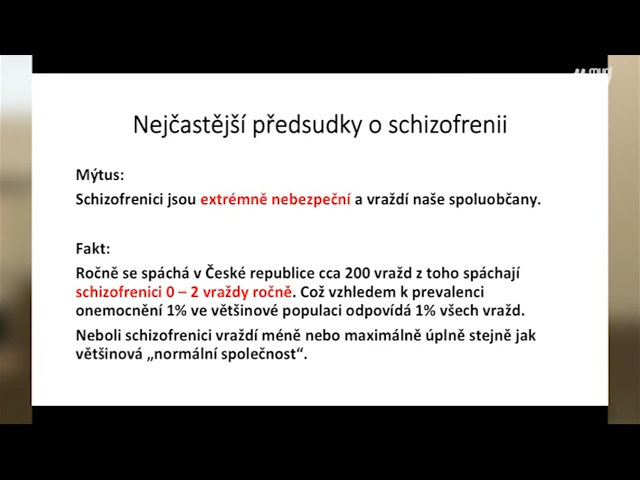 Nejčastější předsudky o schizofrenii
Mýtus:
Schizofrenici jsou extrémně nebezpeční a vraždí naše spoluobčany.
Fakt:
Ročně se spáchá v České republice cca 200 vražd z toho spáchají
schizofrenici 0 – 2 vraždy ročně. Což vzhledem k prevalenci
onemocnění 1% ve většinové populaci odpovídá 1% všech vražd.
Neboli schizofrenici vraždí méně nebo maximálně úplně stejně jak
většinová „normální společnost“.